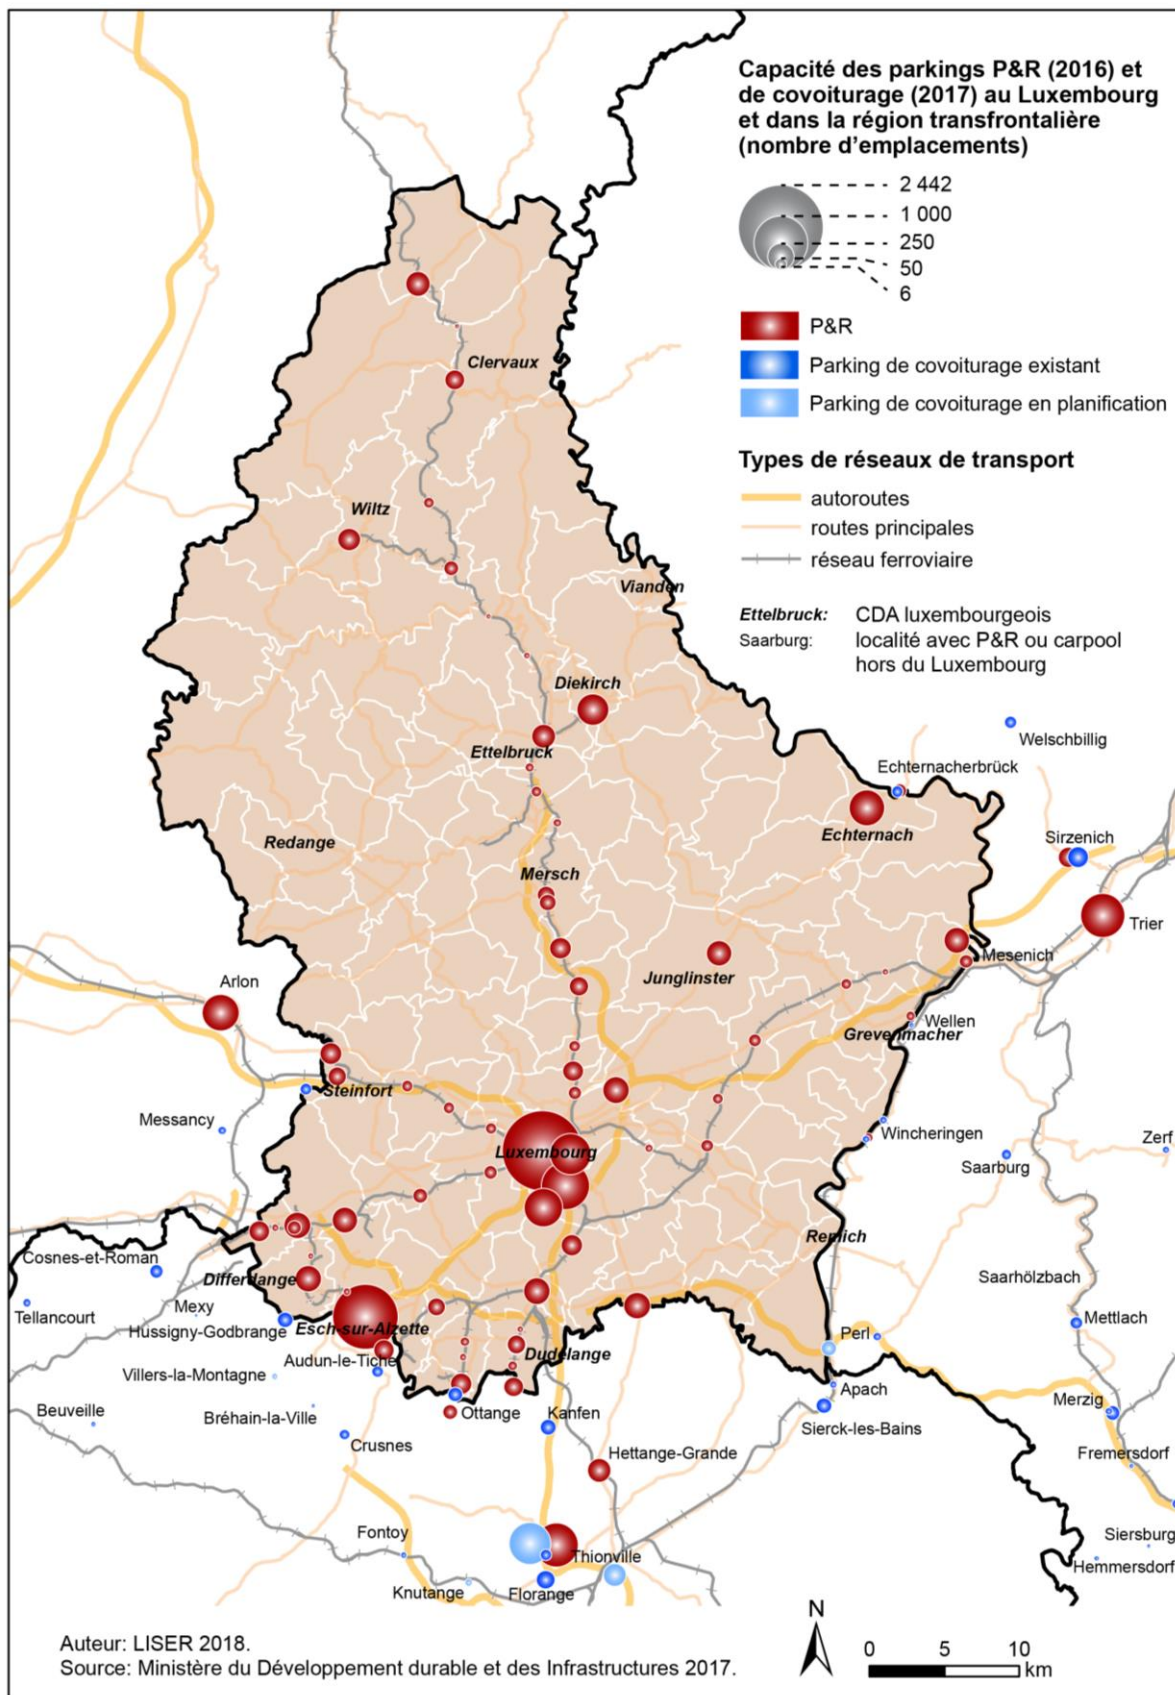 Capacité des parkings P&R (2016) et
de covoiturage (2017) au Luxembourg
et dans la région transfrontalière
(nombre d'emplacements)
2 442
1 000
250
50
6
P&R
Parking de covoiturage existant
Parking de covoiturage en planification
Types de réseaux de transport
autoroutes
routes principales
réseau ferroviaire
Ettelbruck: CDA luxembourgeois
Saarburg: localité avec P&R ou carpool
hors du Luxembourg
Clervaux
Wiltz
Vianden
Diekirch
Ettelbruck
Welschbillig
Echternacherbrück
Echternach
Redange
Sirzenich
Mersch
Trier
Junglinster
Mesenich
Arlon
Wellen
Grevenmacher
Steinfort
Messancy
Wincheringen
Zerf
Luxembourg
Saarburg
Remlich
Cosnes-et-Roman
Differdange
Saarhölzbach
Tellancourt
Mexy
Hussigny-Godbrange
Esch-sur-Alzette
Mettlach
Perl
Dudelange
Audun-le-Tiche
Villers-la-Montagne
Apach
Merzig
Beuveille
Bréhain-la-Ville
Ottange
Kanfen
Sierck-les-Bains
Crusnes
Hettange-Grande
Fremersdorf
Fontoy
Thionville
Siersburg
Hemmersdorf
Knutange
Florange
N
Auteur: LISER 2018.
Source: Ministère du Développement durable et des Infrastructures 2017.
0 5 10
km